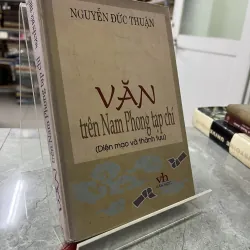 NGUYỄN ĐỨC THUẬN
VĂN
trên Nam Phong tạp chí
(Diện mạo và thành tựu)
vh